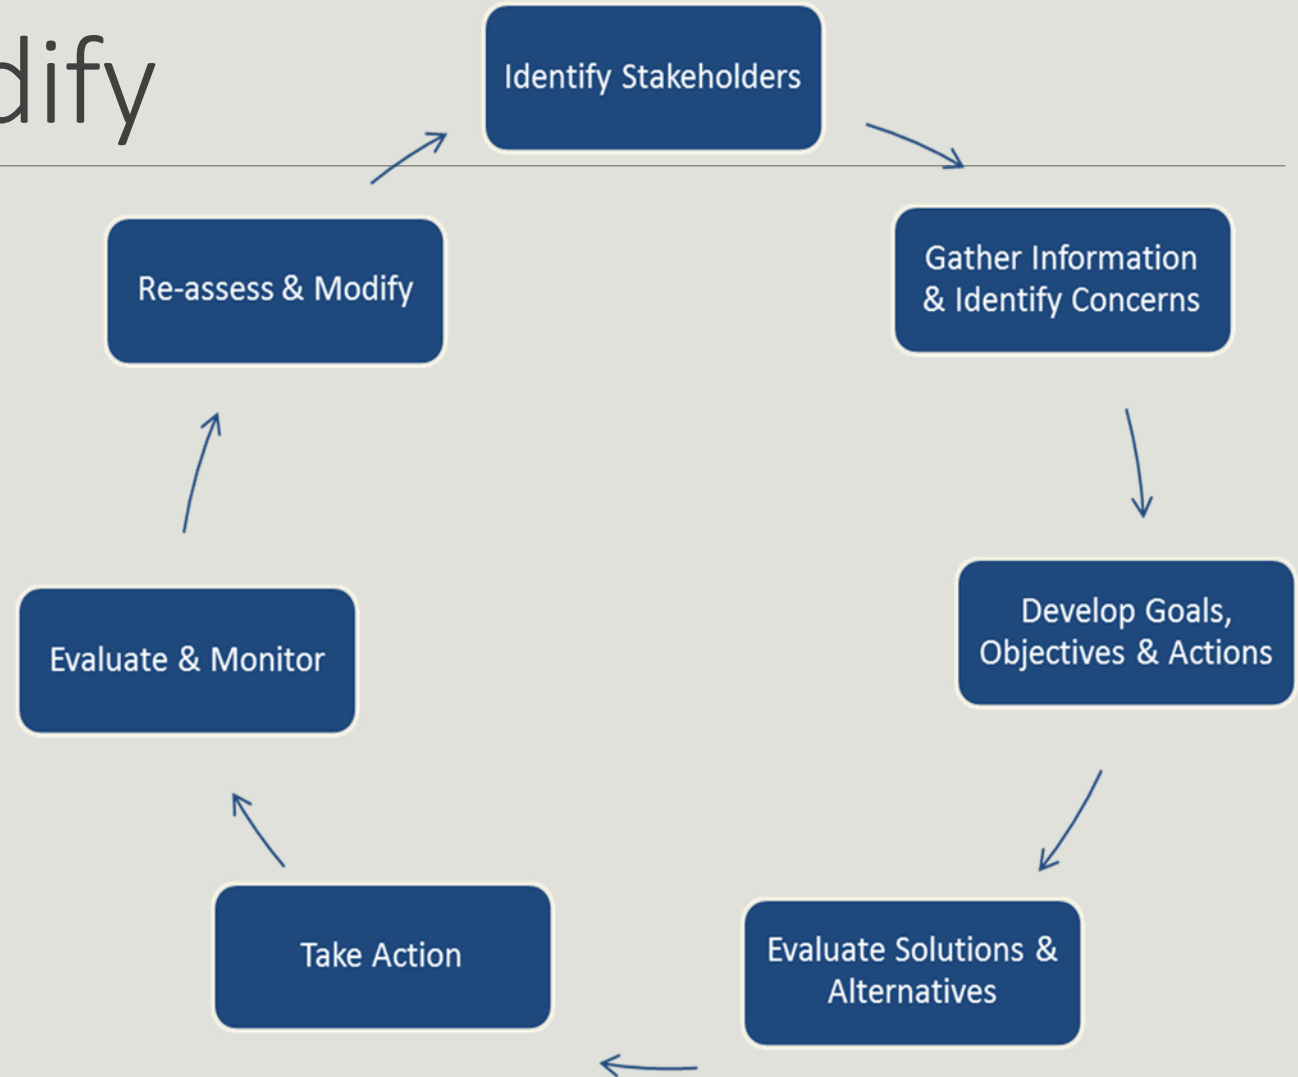 dify
Identify Stakeholders
Gather Information
& Identify Concerns
Develop Goals,
Objectives & Actions
Evaluate Solutions &
Alternatives
Take Action
Evaluate & Monitor
Re-assess & Modify